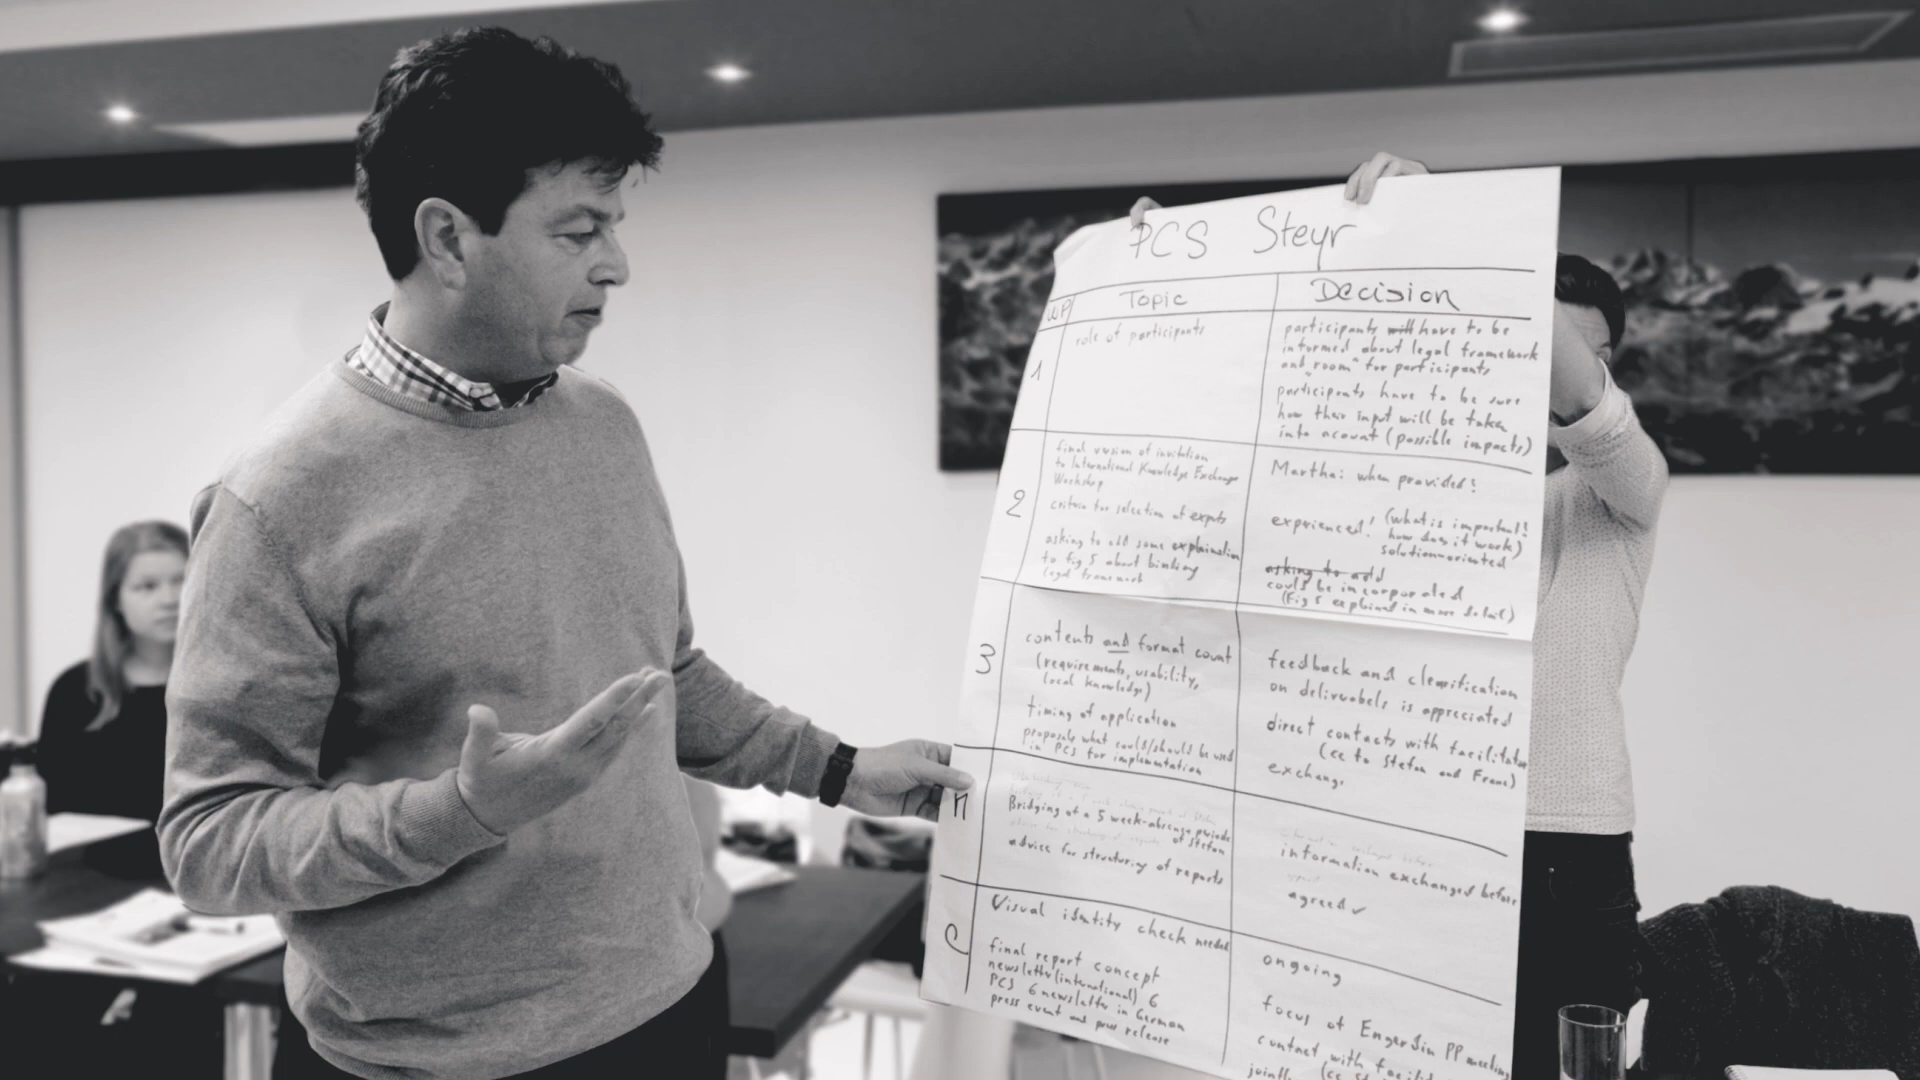 PCS Steyr
WP Topic Decision
1
role of participants
participants will have to be
informed about legal framework
and "room" for participants
participants have to be sure
how their input will be taken
into acount (possible impacts)
2
final version of invitation
to International Knowledge Exchange
Workshop
Martha: when provided!
criteria for selection of experts
experienced! (what is important!
how does it work)
solutionoriented
asking to add some explaination
to fig 5 about binding
legal framework
asking to add
could be incorporated
(Fig 5 explained in more detail)
3
contents and format count
(requirements, usability,
local knowledge)
feedback and clearification
on deliverabels is appreciated
timing of application
direct contacts with facilitator
(cc to Stefan and Franc)
proposals what could/should be used
in PCS for implementation
exchange
M
Bridging of a 5 week-absence periode
of Stefan
information exchanged before
advice for structuring of reports
agreed ✓
C
Visual identity check needed
ongoing
final report concept
newsletter (international) 6
PCS 6 newsletter in German
press event and press release
focus of Enger in PP meeting
contact with